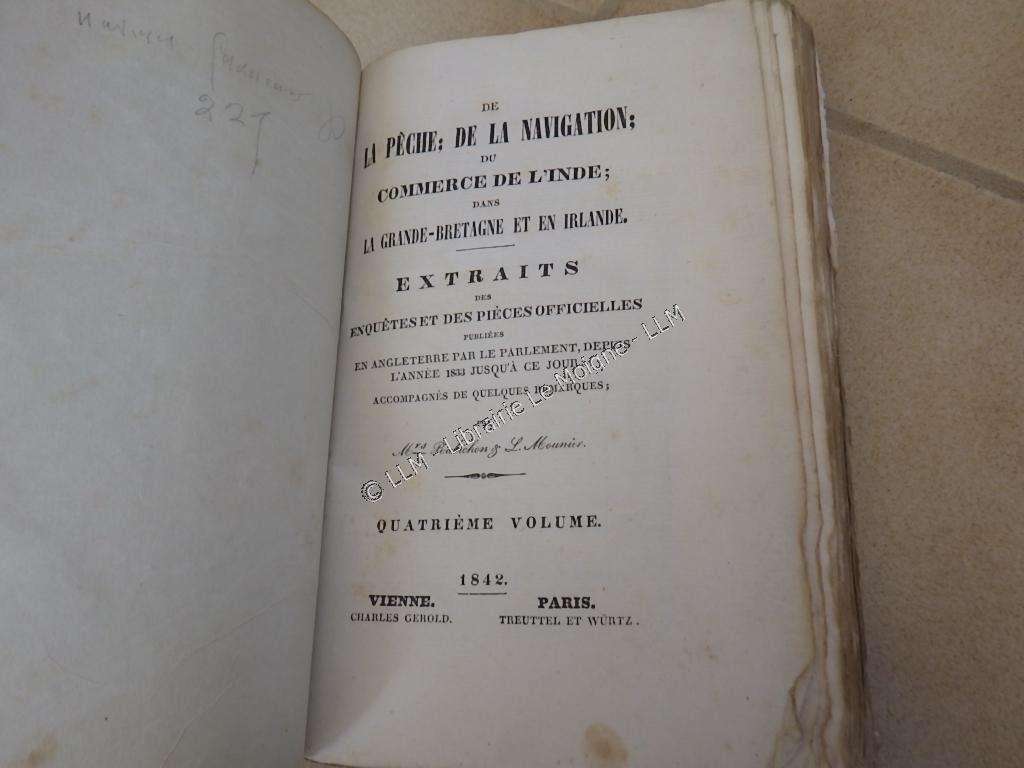 227
DE
LA PÊCHE; DE LA NAVIGATION;
DU
COMMERCE DE L'INDE;
DANS
LA GRANDE-BRETAGNE ET EN IRLANDE.
EXTRAITS
DES
ENQUÊTES ET DES PIÈCES OFFICIELLES
PUBLIÉES
EN ANGLETERRE PAR LE PARLEMENT, DEPUIS
L'ANNÉE 1833 JUSQU'À CE JOUR;
ACCOMPAGNÉS DE QUELQUES REMARQUES;
Mrs & L. Mounier.
© LLM - Librairie Le Moigne - LLM
QUATRIÈME VOLUME.
1842.
VIENNE. PARIS.
CHARLES GEROLD. TREUTTEL ET WÜRTZ.